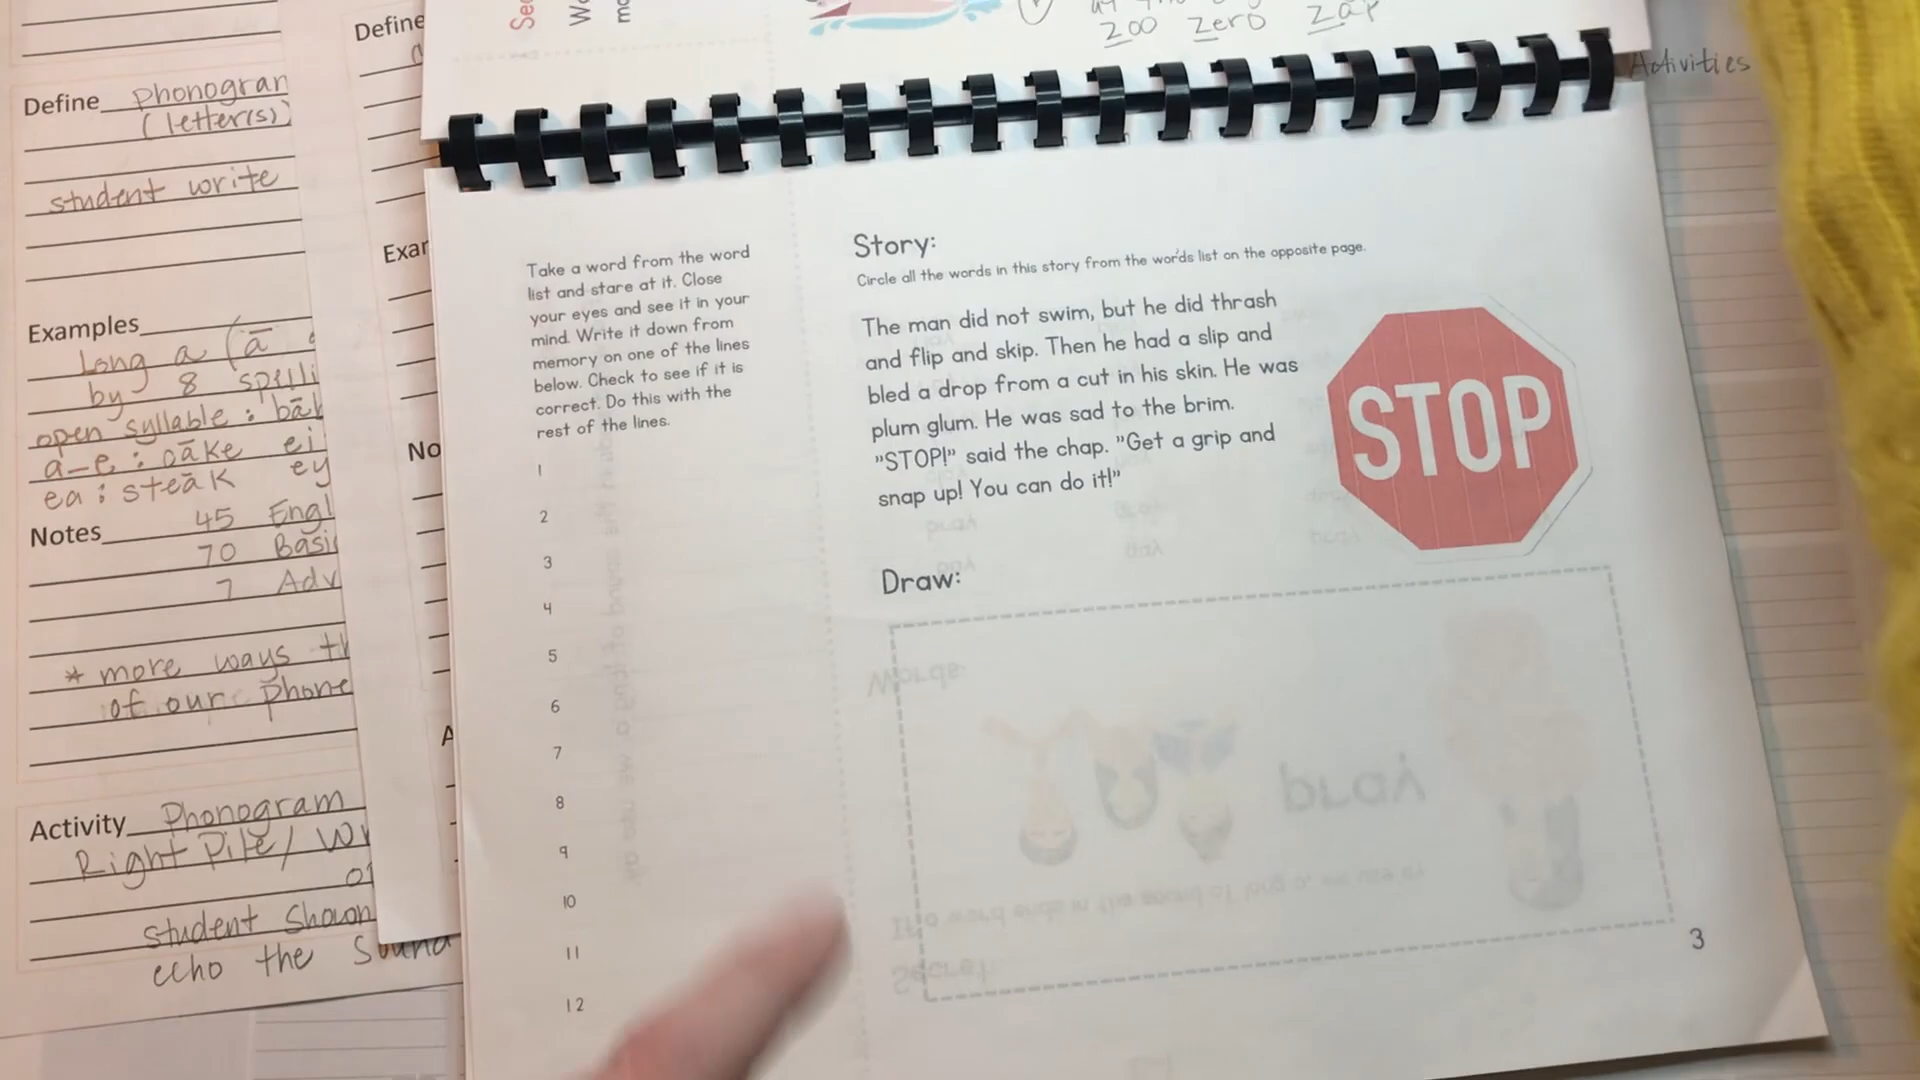 Define phonogran
(letter(s))
student write
Examples
Long a (ā
by 8 spelli
open syllable : bā
a-e : cāke ei
ea : steāk ey
Notes 45 Engl
70 Basi
7 Adv
* more ways th
of our phone
Activity Phonogram
Right Pile/ Wr
student Shown
echo the Sound
Define
Exar
No
A
Sec
zoo zero zap
Activities
Take a word from the word
list and stare at it. Close
your eyes and see it in your
mind. Write it down from
memory on one of the lines
below. Check to see if it is
correct. Do this with the
rest of the lines.
1
2
3
4
5
6
7
8
9
10
11
12
Story:
Circle all the words in this story from the words list on the opposite page.
The man did not swim, but he did thrash
and flip and skip. Then he had a slip and
bled a drop from a cut in his skin. He was
plum glum. He was sad to the brim.
"STOP!" said the chap. "Get a grip and
snap up! You can do it!"
STOP
Draw:
3